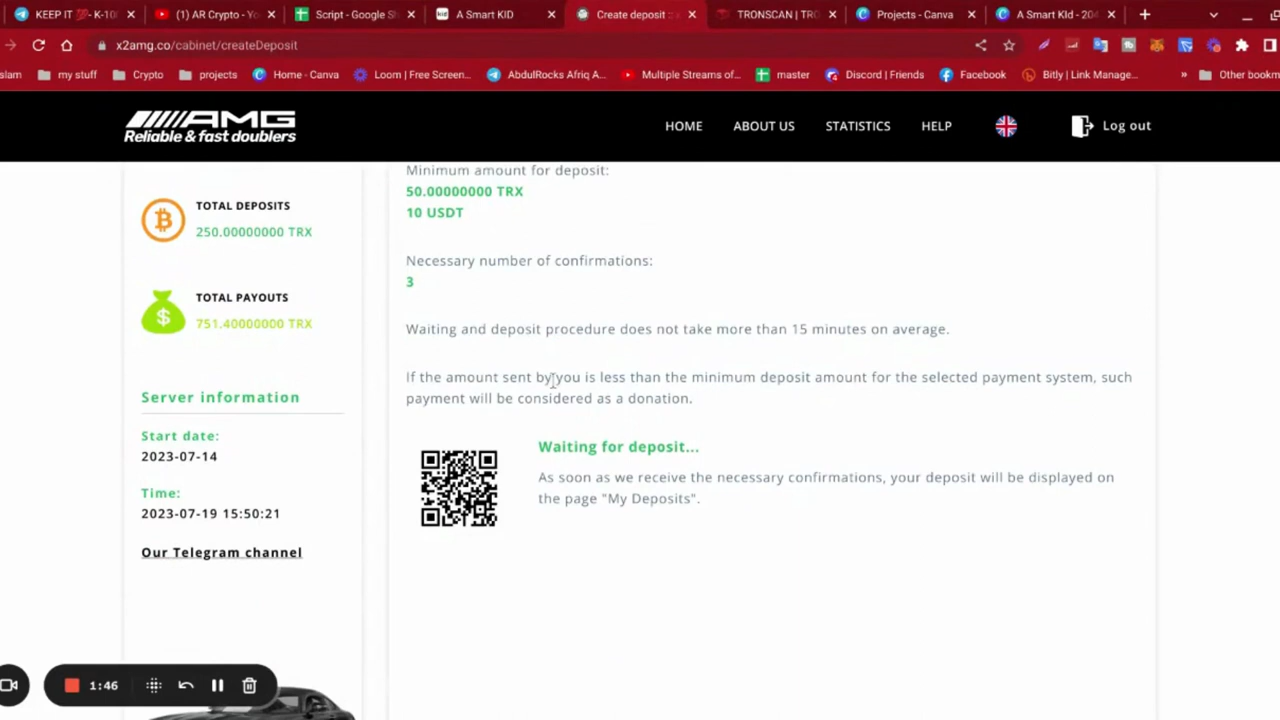 KEEP IT 💯 K-10
(1) AR Crypto - Yo
Script - Google S
A Smart KID
Create deposit ::
TRONSCAN | TR
Projects - Canva
A Smart KId - 204
x2amg.co/cabinet/createDeposit
slam
my stuff
Crypto
projects
Home - Canva
Loom | Free Screen...
AbdulRocks Afriq A...
Multiple Streams of...
master
Discord | Friends
Facebook
Bitly | Link Manage...
»
Other bookm
AMG
Reliable & fast doublers
HOME
ABOUT US
STATISTICS
HELP
Log out
TOTAL DEPOSITS
250.00000000 TRX
TOTAL PAYOUTS
751.40000000 TRX
Server information
Start date:
2023-07-14
Time:
2023-07-19 15:50:21
Our Telegram channel
Minimum amount for deposit:
50.00000000 TRX
10 USDT
Necessary number of confirmations:
3
Waiting and deposit procedure does not take more than 15 minutes on average.
If the amount sent by you is less than the minimum deposit amount for the selected payment system, such
payment will be considered as a donation.
Waiting for deposit...
As soon as we receive the necessary confirmations, your deposit will be displayed on
the page "My Deposits".
1:46